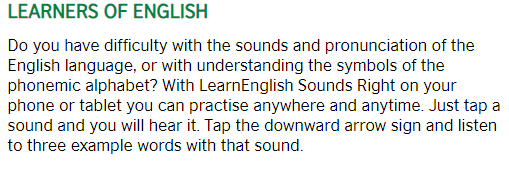 LEARNERS OF ENGLISH
Do you have difficulty with the sounds and pronunciation of the
English language, or with understanding the symbols of the
phonemic alphabet? With LearnEnglish Sounds Right on your
phone or tablet you can practise anywhere and anytime. Just tap a
sound and you will hear it. Tap the downward arrow sign and listen
to three example words with that sound.